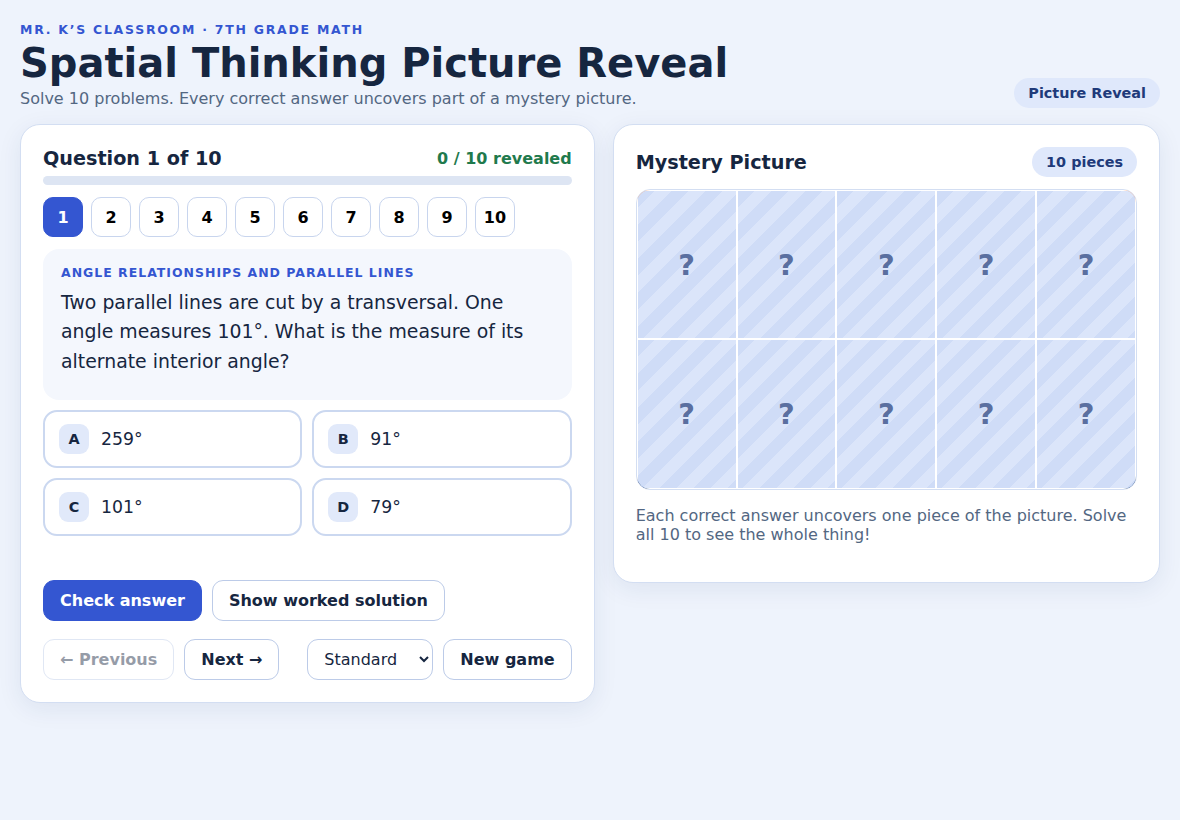 MR. K’S CLASSROOM · 7TH GRADE MATH
Spatial Thinking Picture Reveal
Solve 10 problems. Every correct answer uncovers part of a mystery picture.
Picture Reveal
Question 1 of 10
0 / 10 revealed
1 2 3 4 5 6 7 8 9 10
ANGLE RELATIONSHIPS AND PARALLEL LINES
Two parallel lines are cut by a transversal. One
angle measures 101°. What is the measure of its
alternate interior angle?
A 259°
B 91°
C 101°
D 79°
Check answer
Show worked solution
← Previous
Next →
Standard
New game
Mystery Picture
10 pieces
? ? ? ? ?
? ? ? ? ?
Each correct answer uncovers one piece of the picture. Solve
all 10 to see the whole thing!